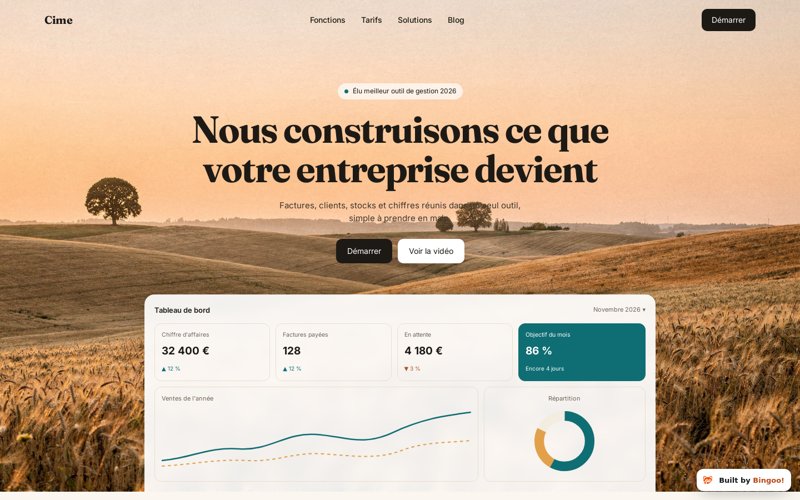 Cime
Fonctions
Tarifs
Solutions
Blog
Démarrer
Élu meilleur outil de gestion 2026
Nous construisons ce que
votre entreprise devient
Factures, clients, stocks et chiffres réunis dans un seul outil,
simple à prendre en main.
Démarrer
Voir la vidéo
Tableau de bord
Novembre 2026 ▾
Chiffre d'affaires
32 400 €
▲ 12 %
Factures payées
128
▲ 12 %
En attente
4 180 €
▼ 3 %
Objectif du mois
86 %
Encore 4 jours
Ventes de l'année
Répartition
Built by Bingoo!